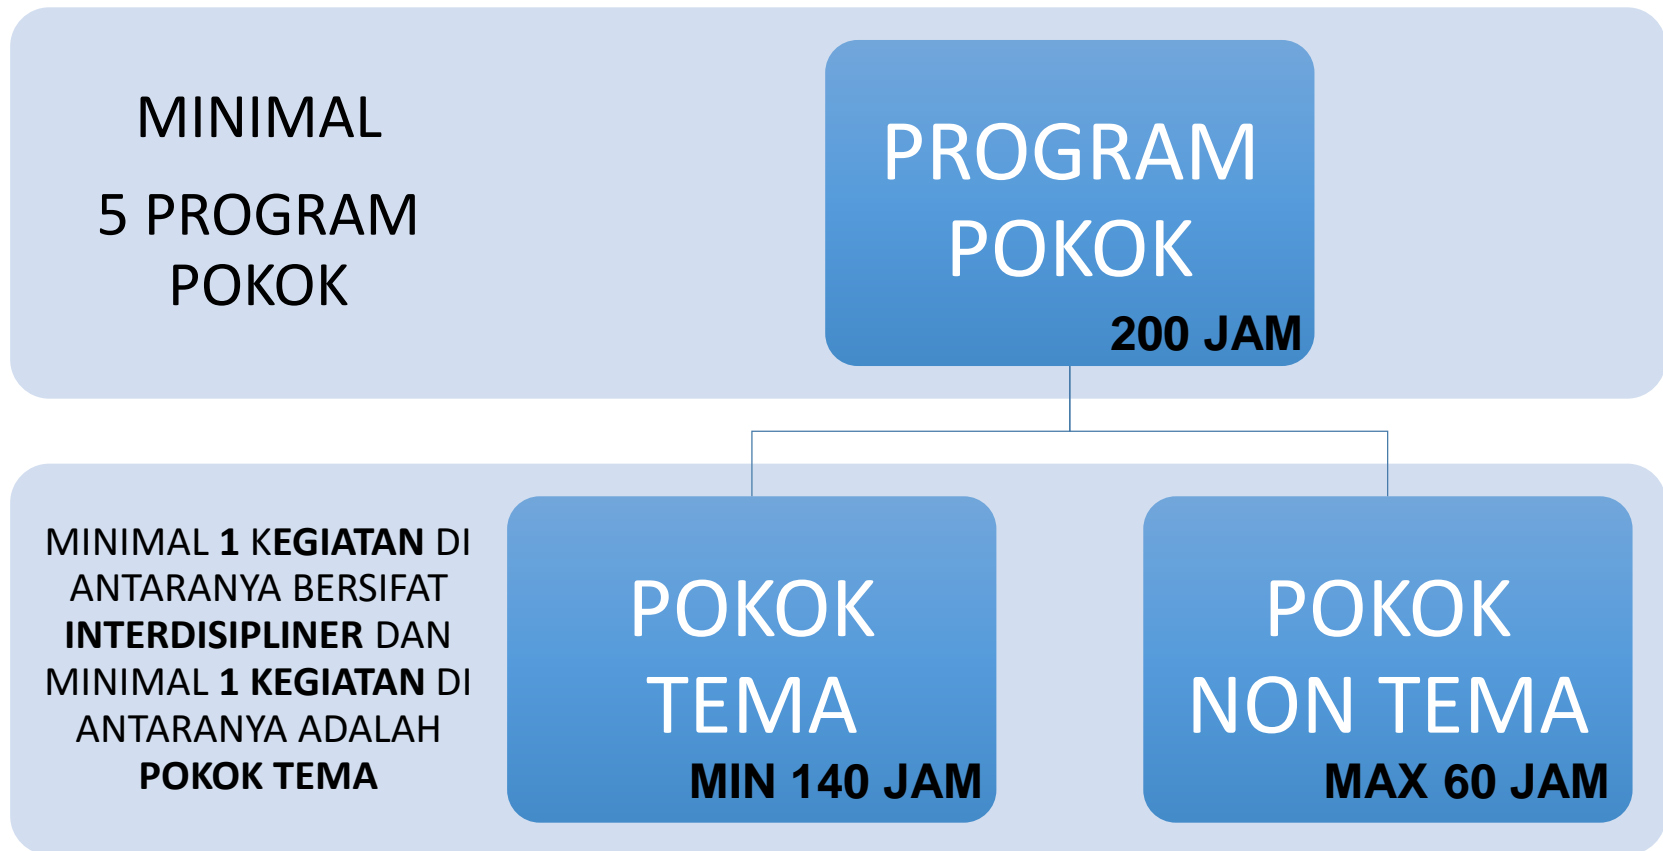 MINIMAL
5 PROGRAM
POKOK
PROGRAM
POKOK
200 JAM
MINIMAL 1 KEGIATAN DI
ANTARANYA BERSIFAT
INTERDISIPLINER DAN
MINIMAL 1 KEGIATAN DI
ANTARANYA ADALAH
POKOK TEMA
POKOK
TEMA
MIN 140 JAM
POKOK
NON TEMA
MAX 60 JAM